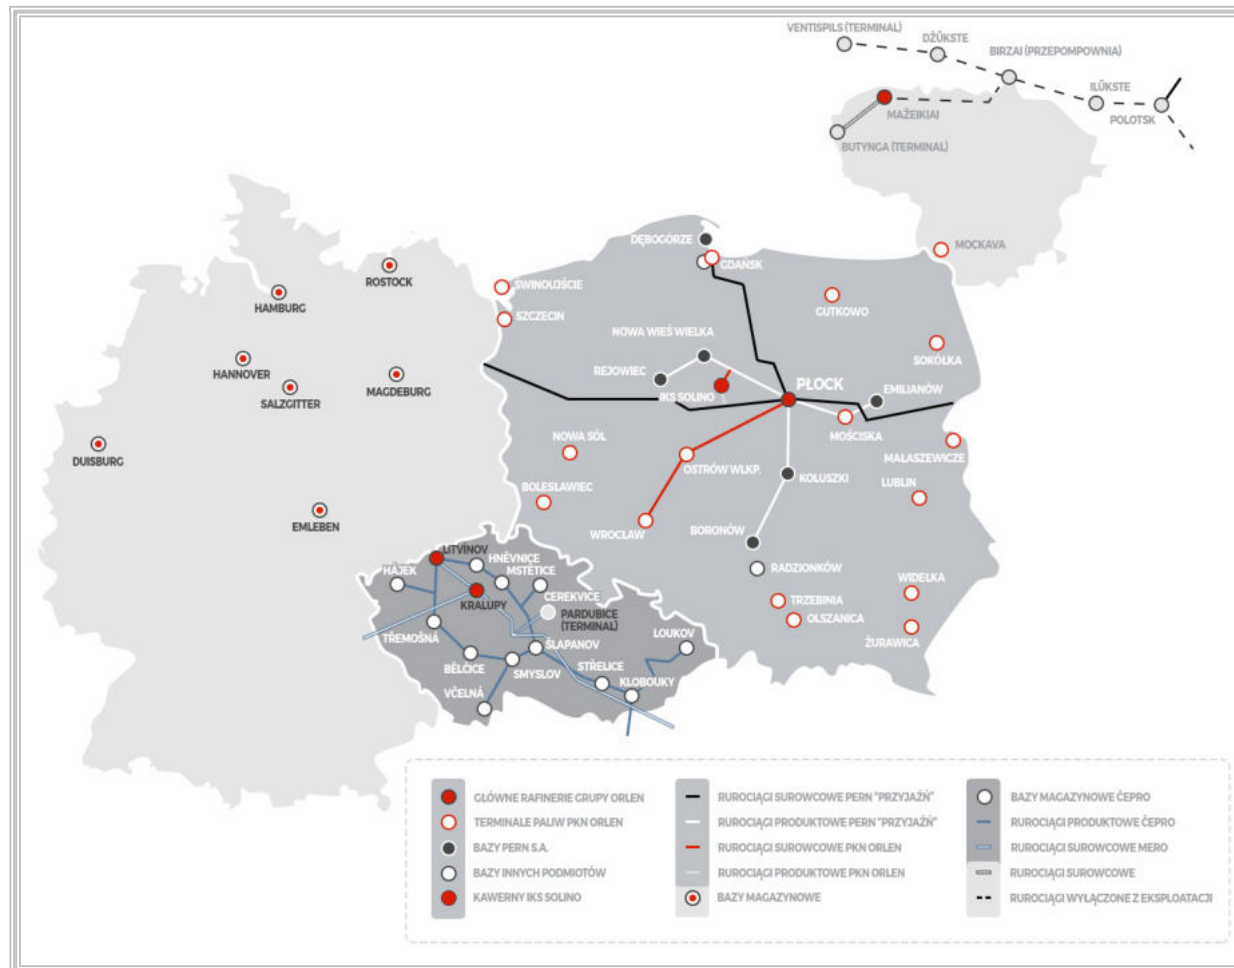 VENTISPILS (TERMINAL)
DŽŪKSTE
BIRZAI (PRZEPOMPOWNIA)
ILŪKSTE
POLOTSK
MAŽEIKIAI
BUTYNGA (TERMINAL)
MOCKAVA
DĘBOGÓRZE
GDAŃSK
ROSTOCK
HAMBURG
ŚWINOUJŚCIE
SZCZECIN
GUTKOWO
NOWA WIEŚ WIELKA
SOKÓŁKA
HANNOVER
REJOWIEC
SALZGITTER
MAGDEBURG
IKS SOLINO
PŁOCK
EMILIANÓW
MOŚCISKA
DUISBURG
NOWA SÓL
OSTRÓW WLKP.
MAŁASZEWICZE
KOLUSZKI
LUBLIN
BOLESŁAWIEC
EMLEBEN
WROCŁAW
BORONÓW
LITVÍNOV
HNĚVNICE
HÁJEK
MSTĚTICE
RADZIONKÓW
WIDEŁKA
CEREKVICE
KRALUPY
TRZEBINIA
PARDUBICE
(TERMINAL)
OLSZANICA
TŘEMOŠNÁ
LOUKOV
ŻURAWICA
ŠLAPANOV
BĚLČICE
SMYSLOV
STŘELICE
KLOBOUKY
VČELNÁ
GŁÓWNE RAFINERIE GRUPY ORLEN
TERMINALE PALIW PKN ORLEN
BAZY PERN S.A.
BAZY INNYCH PODMIOTÓW
KAWERNY IKS SOLINO
RUROCIĄGI SUROWCOWE PERN "PRZYJAŹŃ"
RUROCIĄGI PRODUKTOWE PERN "PRZYJAŹŃ"
RUROCIĄGI SUROWCOWE PKN ORLEN
RUROCIĄGI PRODUKTOWE PKN ORLEN
BAZY MAGAZYNOWE
BAZY MAGAZYNOWE ČEPRO
RUROCIĄGI PRODUKTOWE ČEPRO
RUROCIĄGI SUROWCOWE MERO
RUROCIĄGI SUROWCOWE
RUROCIĄGI WYŁĄCZONE Z EKSPLOATACJI